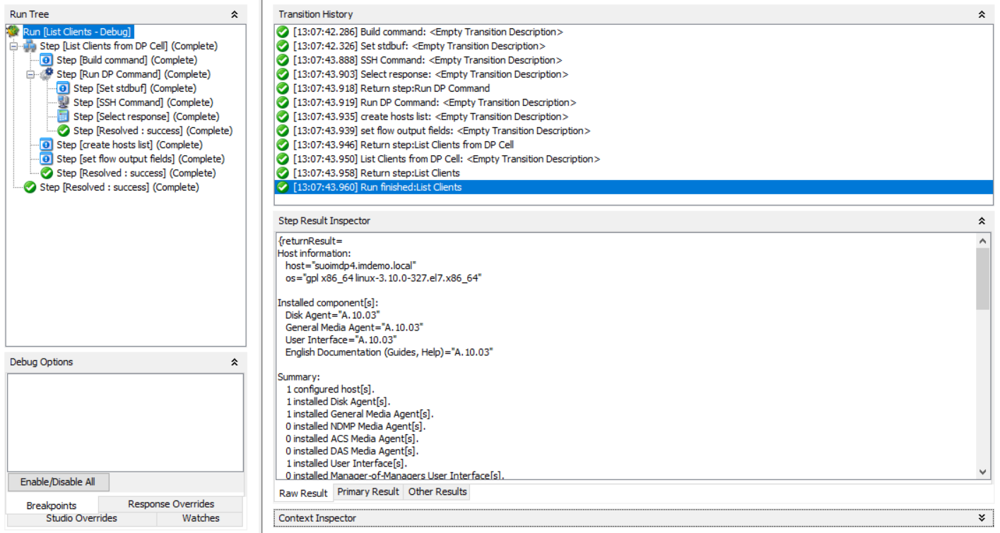 Run Tree
Run [List Clients - Debug]
Step [List Clients from DP Cell] (Complete)
Step [Build command] (Complete)
Step [Run DP Command] (Complete)
Step [Set stdbuf] (Complete)
Step [SSH Command] (Complete)
Step [Select response] (Complete)
Step [Resolved : success] (Complete)
Step [create hosts list] (Complete)
Step [set flow output fields] (Complete)
Step [Resolved : success] (Complete)
Step [Resolved : success] (Complete)
Debug Options
Enable/Disable All
Breakpoints
Response Overrides
Studio Overrides
Watches
Transition History
[13:07:42.286] Build command: <Empty Transition Description>
[13:07:42.326] Set stdbuf: <Empty Transition Description>
[13:07:43.888] SSH Command: <Empty Transition Description>
[13:07:43.903] Select response: <Empty Transition Description>
[13:07:43.918] Return step:Run DP Command
[13:07:43.919] Run DP Command: <Empty Transition Description>
[13:07:43.935] create hosts list: <Empty Transition Description>
[13:07:43.939] set flow output fields: <Empty Transition Description>
[13:07:43.946] Return step:List Clients from DP Cell
[13:07:43.950] List Clients from DP Cell: <Empty Transition Description>
[13:07:43.958] Return step:List Clients
[13:07:43.960] Run finished:List Clients
Step Result Inspector
{returnResult=
Host information:
host="suoimdp4.imdemo.local"
os="gpl x86_64 linux-3.10.0-327.el7.x86_64"
Installed component[s]:
Disk Agent="A.10.03"
General Media Agent="A.10.03"
User Interface="A.10.03"
English Documentation (Guides, Help)="A.10.03"
Summary:
1 configured host[s].
1 installed Disk Agent[s].
1 installed General Media Agent[s].
0 installed NDMP Media Agent[s].
0 installed ACS Media Agent[s].
0 installed DAS Media Agent[s].
1 installed User Interface[s].
0 installed Manager-of-Managers User Interface[s].
Raw Result
Primary Result
Other Results
Context Inspector